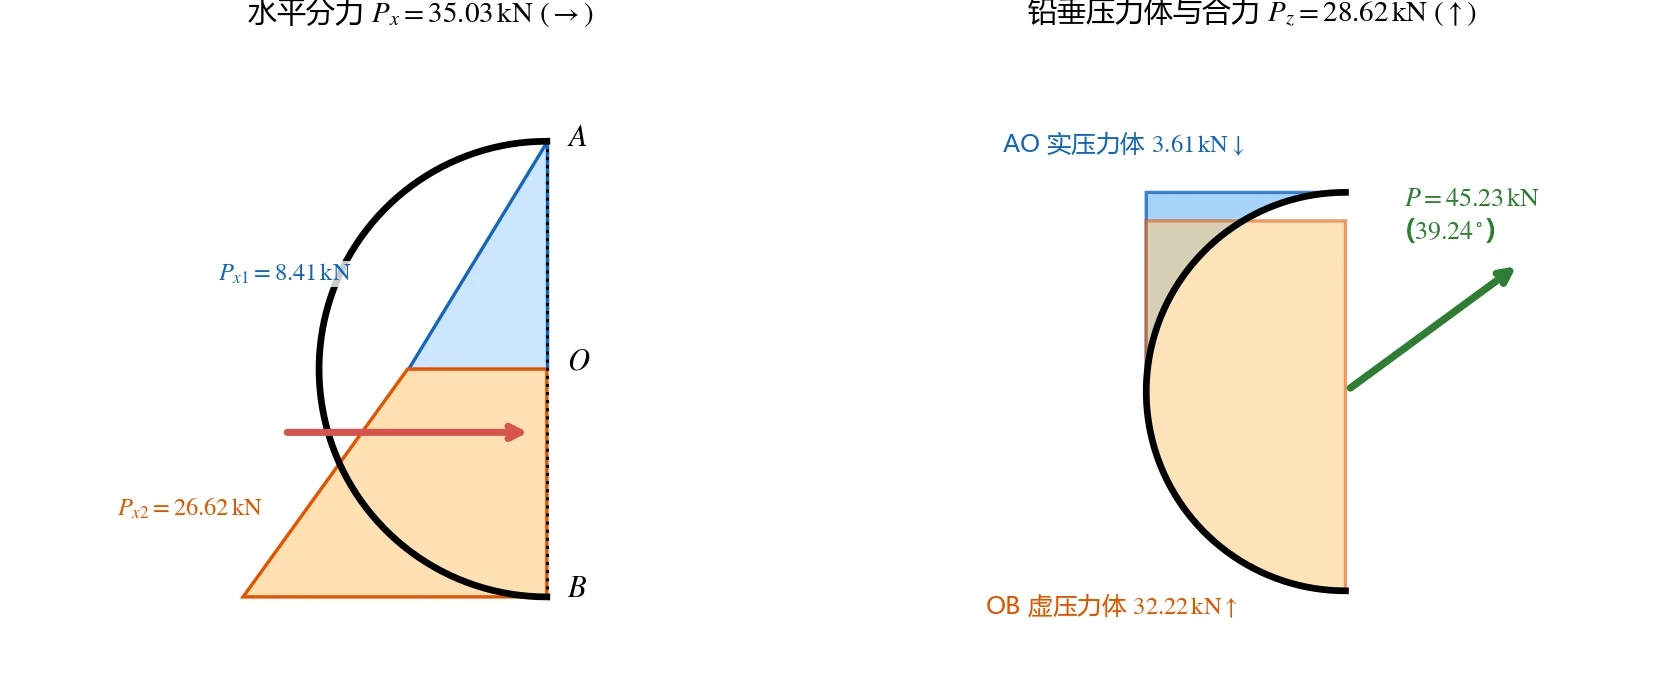 水平分力 Pₓ = 35.03 kN (→)
A
Pₓ₁ = 8.41 kN
O
Pₓ₂ = 26.62 kN
B
铅垂压力体与合力 P_z = 28.62 kN (↑)
AO 实压力体 3.61 kN ↓
P = 45.23 kN
(39.24°)
OB 虚压力体 32.22 kN ↑